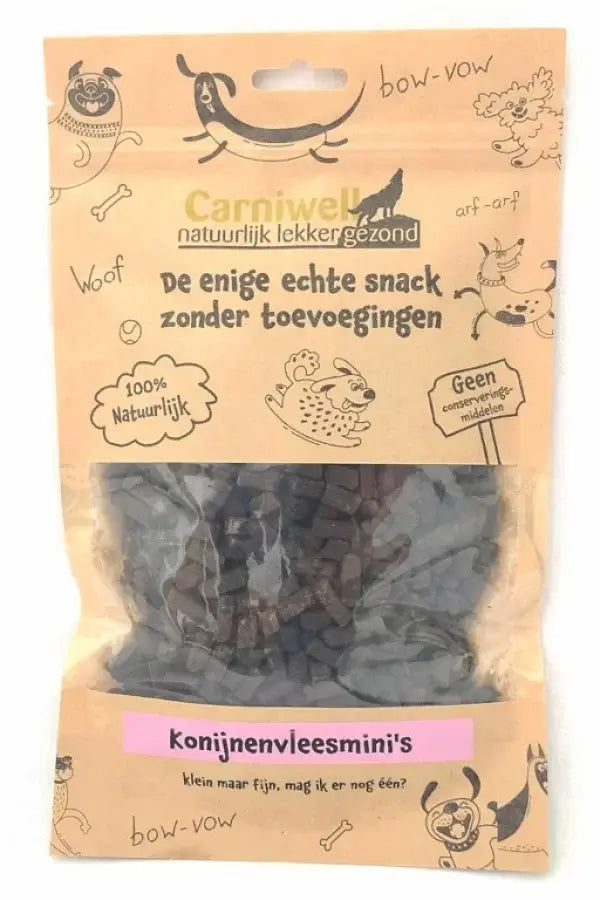 bow-vow
Carniwell
natuurlijk lekker gezond
arf-arf
Woof
De enige echte snack
zonder toevoegingen
100%
Natuurlijk
Geen
conserverings-
middelen
Konijnenvleesmini's
klein maar fijn, mag ik er nog één?
bow-vow